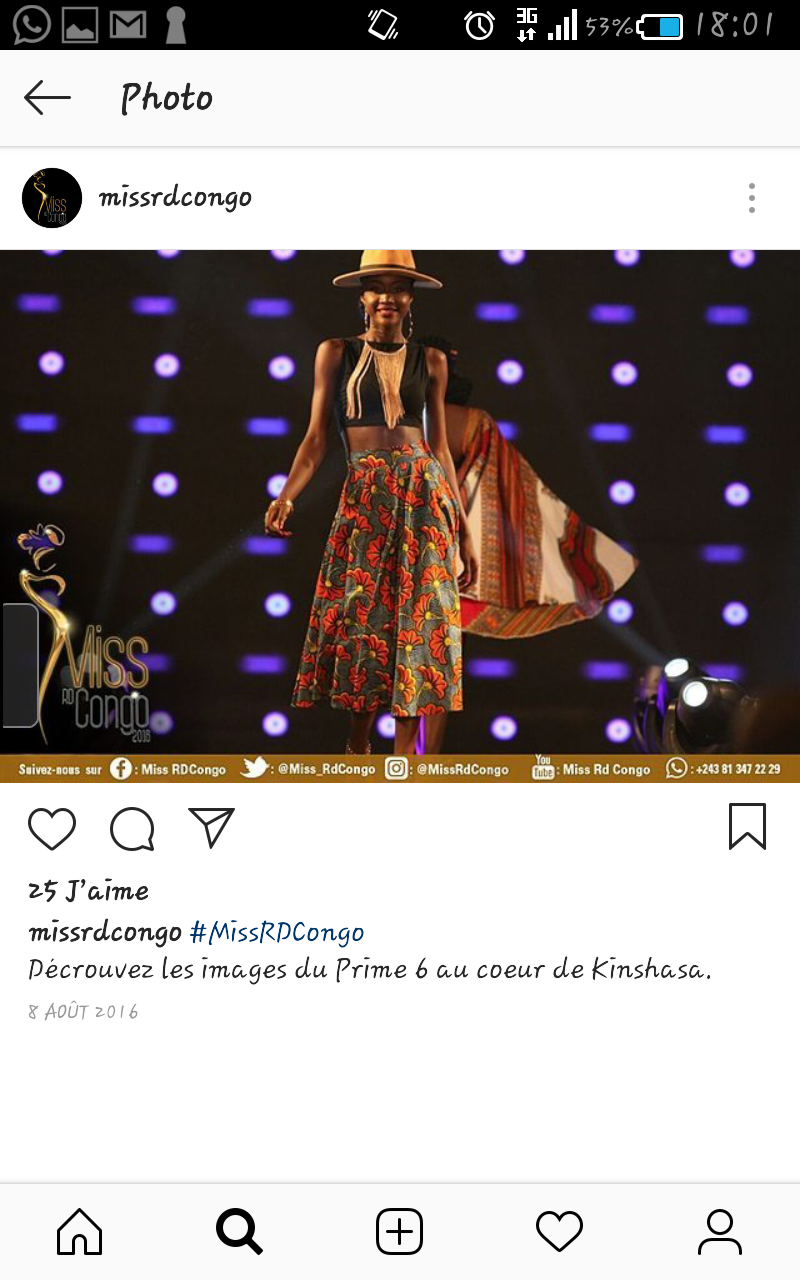 3G 53% 18:01
Photo
missrdcongo
Miss
RD
Congo
2016
Suivez-nous sur : Miss RDCongo : @Miss_RdCongo : @MissRdCongo You Tube : Miss Rd Congo : +243 81 347 22 29
25 J'aime
missrdcongo #MissRDCongo
Décrouvez les images du Prime 6 au coeur de Kinshasa.
8 AOÛT 2016